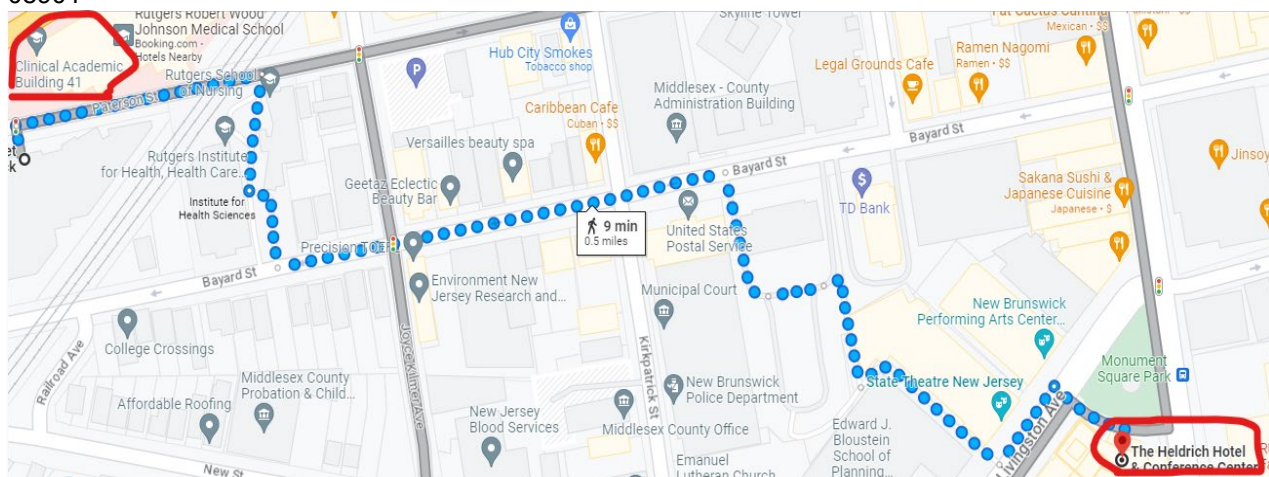 Rutgers Robert Wood
Johnson Medical School
Booking.com -
Hotels Nearby
Clinical Academic
Building 41
Rutgers School
of Nursing
Paterson St
Rutgers Institute
for Health, Health Care...
Institute for
Health Sciences
Hub City Smokes
Tobacco shop
Skyline Tower
Caribbean Cafe
Cuban • $$
Middlesex - County
Administration Building
Legal Grounds Cafe
Mexican • $$
Ramen Nagomi
Ramen • $$
Bayard St
Jinsoy
Versailles beauty spa
Geetaz Eclectic
Beauty Bar
Bayard St
TD Bank
Sakana Sushi &
Japanese Cuisine
Japanese • $
9 min
0.5 miles
United States
Postal Service
Bayard St
Environment New
Jersey Research and...
Municipal Court
New Brunswick
Performing Arts Center...
College Crossings
Railroad Ave
Joyce Kilmer Ave
Kirkpatrick St
Monument
Square Park
Middlesex County
Probation & Child...
Affordable Roofing
New Brunswick
Police Department
State Theatre New Jersey
Livingston Ave
New Jersey
Blood Services
Middlesex County Office
Edward J.
Bloustein
School of
Planning...
The Heldrich Hotel
& Conference Center
New St
Emanuel
Lutheran Church